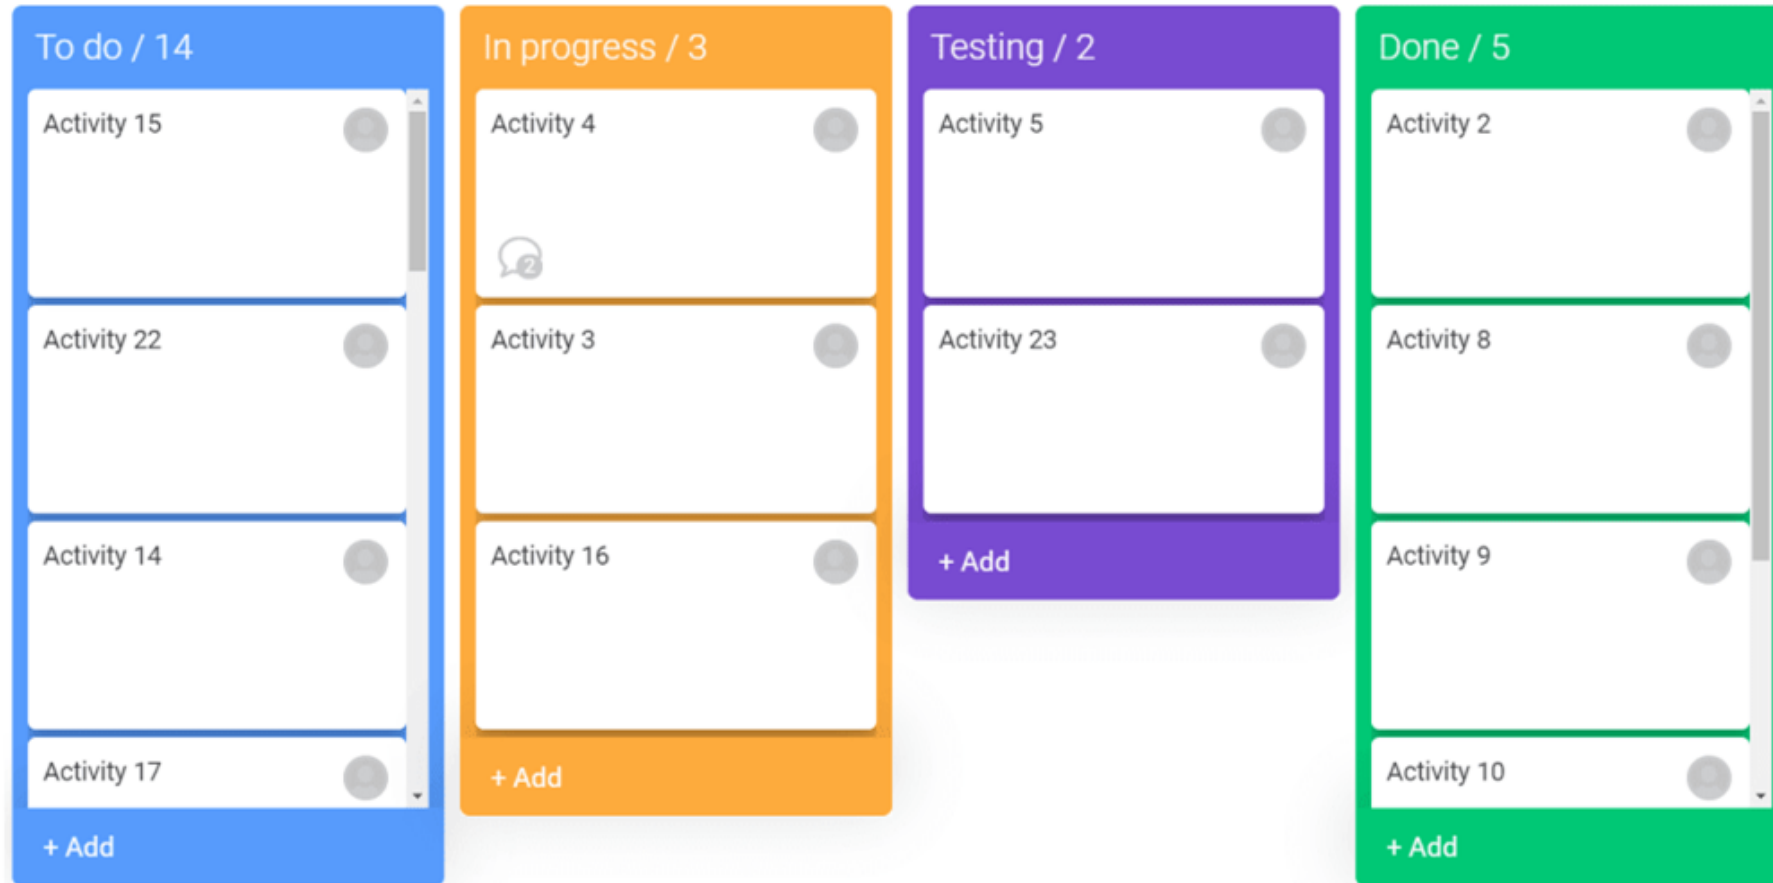 To do / 14
Activity 15
Activity 22
Activity 14
Activity 17
+ Add
In progress / 3
Activity 4
2
Activity 3
Activity 16
+ Add
Testing / 2
Activity 5
Activity 23
+ Add
Done / 5
Activity 2
Activity 8
Activity 9
Activity 10
+ Add